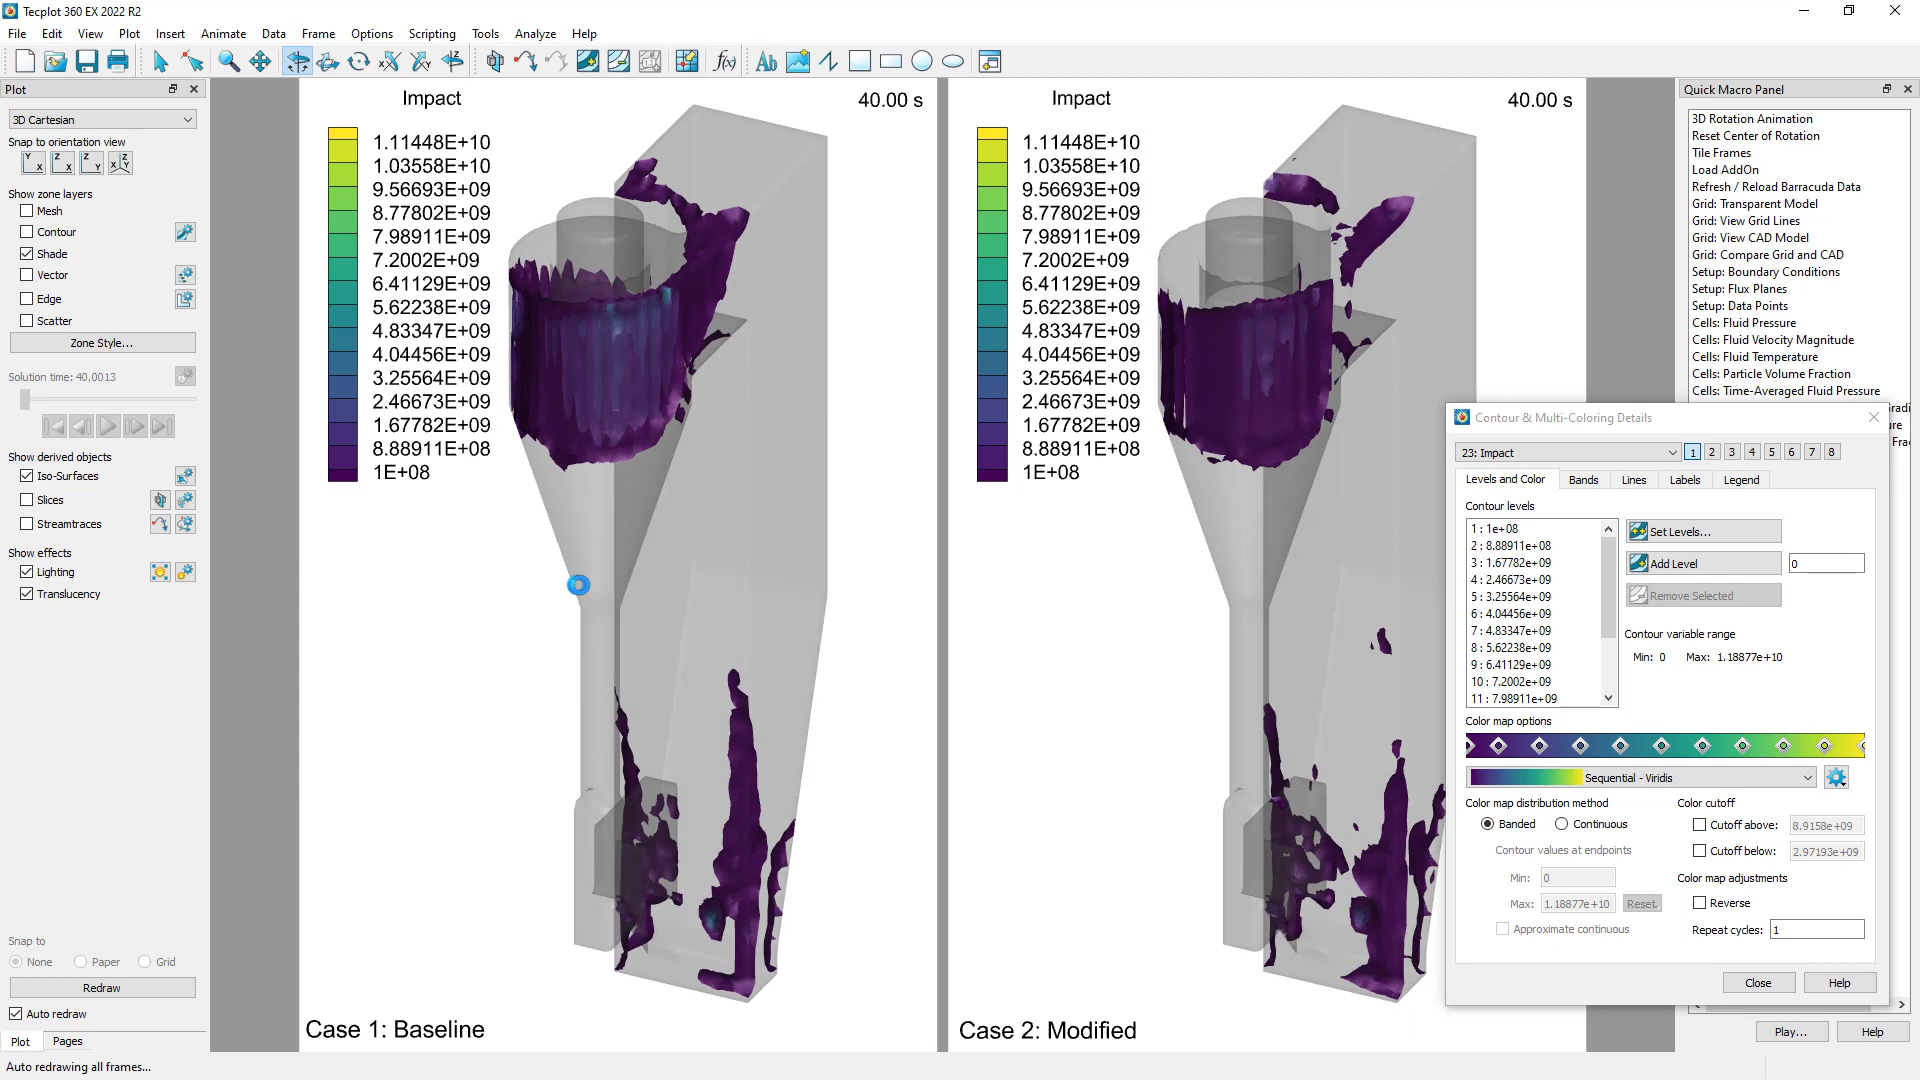 Tecplot 360 EX 2022 R2
File Edit View Plot Insert Animate Data Frame Options Scripting Tools Analyze Help
Plot
3D Cartesian
Snap to orientation view
Show zone layers
Mesh
Contour
Shade
Vector
Edge
Scatter
Zone Style...
Solution time: 40.0013
Show derived objects
Iso-Surfaces
Slices
Streamtraces
Show effects
Lighting
Translucency
Snap to
None Paper Grid
Redraw
Auto redraw
Plot Pages
Auto redrawing all frames...
Impact
40.00 s
1.11448E+10
1.03558E+10
9.56693E+09
8.77802E+09
7.98911E+09
7.2002E+09
6.41129E+09
5.62238E+09
4.83347E+09
4.04456E+09
3.25564E+09
2.46673E+09
1.67782E+09
8.88911E+08
1E+08
Case 1: Baseline
Impact
40.00 s
1.11448E+10
1.03558E+10
9.56693E+09
8.77802E+09
7.98911E+09
7.2002E+09
6.41129E+09
5.62238E+09
4.83347E+09
4.04456E+09
3.25564E+09
2.46673E+09
1.67782E+09
8.88911E+08
1E+08
Case 2: Modified
Quick Macro Panel
3D Rotation Animation
Reset Center of Rotation
Tile Frames
Load AddOn
Refresh / Reload Barracuda Data
Grid: Transparent Model
Grid: View Grid Lines
Grid: View CAD Model
Grid: Compare Grid and CAD
Setup: Boundary Conditions
Setup: Flux Planes
Setup: Data Points
Cells: Fluid Pressure
Cells: Fluid Velocity Magnitude
Cells: Fluid Temperature
Cells: Particle Volume Fraction
Cells: Time-Averaged Fluid Pressure
Play... Help
Contour & Multi-Coloring Details
23: Impact 1 2 3 4 5 6 7 8
Levels and Color Bands Lines Labels Legend
Contour levels
1 : 1e+08
2 : 8.88911e+08
3 : 1.67782e+09
4 : 2.46673e+09
5 : 3.25564e+09
6 : 4.04456e+09
7 : 4.83347e+09
8 : 5.62238e+09
9 : 6.41129e+09
10 : 7.2002e+09
11 : 7.98911e+09
Set Levels...
Add Level 0
Remove Selected
Contour variable range
Min: 0 Max: 1.18877e+10
Color map options
Sequential - Viridis
Color map distribution method
Banded Continuous
Contour values at endpoints
Min: 0
Max: 1.18877e+10 Reset
Approximate continuous
Color cutoff
Cutoff above: 8.9158e+09
Cutoff below: 2.97193e+09
Color map adjustments
Reverse
Repeat cycles: 1
Close Help